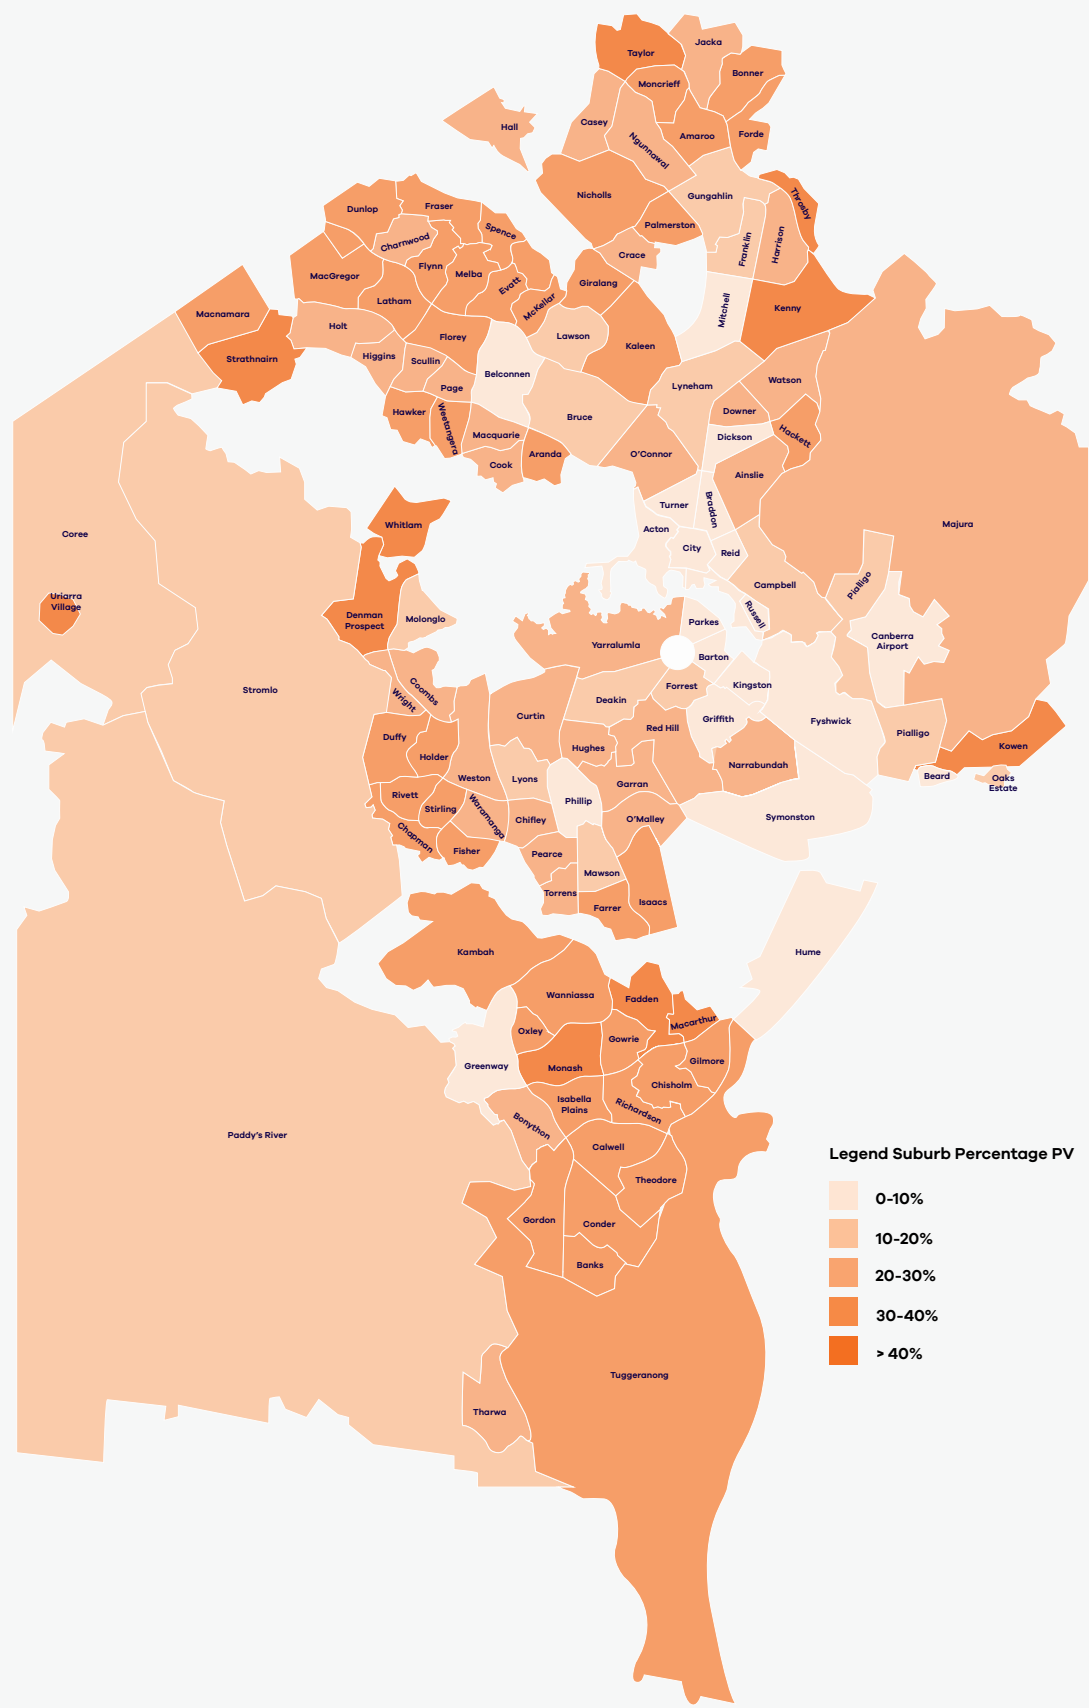 Taylor
Jacka
Bonner
Moncrieff
Hall
Casey
Ngunnawal
Amaroo
Forde
Nicholls
Gungahlin
Throsby
Palmerston
Franklin
Harrison
Crace
Dunlop
Fraser
Spence
Charnwood
MacGregor
Flynn
Melba
Evatt
McKellar
Giralang
Latham
Macnamara
Holt
Florey
Lawson
Kaleen
Mitchell
Kenny
Strathnairn
Higgins
Scullin
Belconnen
Page
Lyneham
Watson
Hawker
Weetangera
Bruce
Downer
Macquarie
Dickson
Hackett
Cook
Aranda
O'Connor
Ainslie
Turner
Braddon
Majura
Coree
Whitlam
Acton
City
Reid
Uriarra
Village
Campbell
Pialligo
Denman
Prospect
Molonglo
Russell
Parkes
Yarralumla
Canberra
Airport
Barton
Stromlo
Coombs
Wright
Deakin
Forrest
Kingston
Curtin
Red Hill
Griffith
Fyshwick
Pialligo
Duffy
Holder
Hughes
Kowen
Weston
Lyons
Garran
Narrabundah
Beard
Oaks
Estate
Rivett
Stirling
Waramanga
Chifley
Phillip
O'Malley
Symonston
Chapman
Fisher
Pearce
Mawson
Torrens
Farrer
Isaacs
Kambah
Hume
Wanniassa
Fadden
Macarthur
Oxley
Gowrie
Greenway
Monash
Gilmore
Chisholm
Isabella
Plains
Richardson
Bonython
Paddy's River
Calwell
Theodore
Gordon
Conder
Banks
Legend Suburb Percentage PV
0-10%
10-20%
20-30%
30-40%
> 40%
Tuggeranong
Tharwa